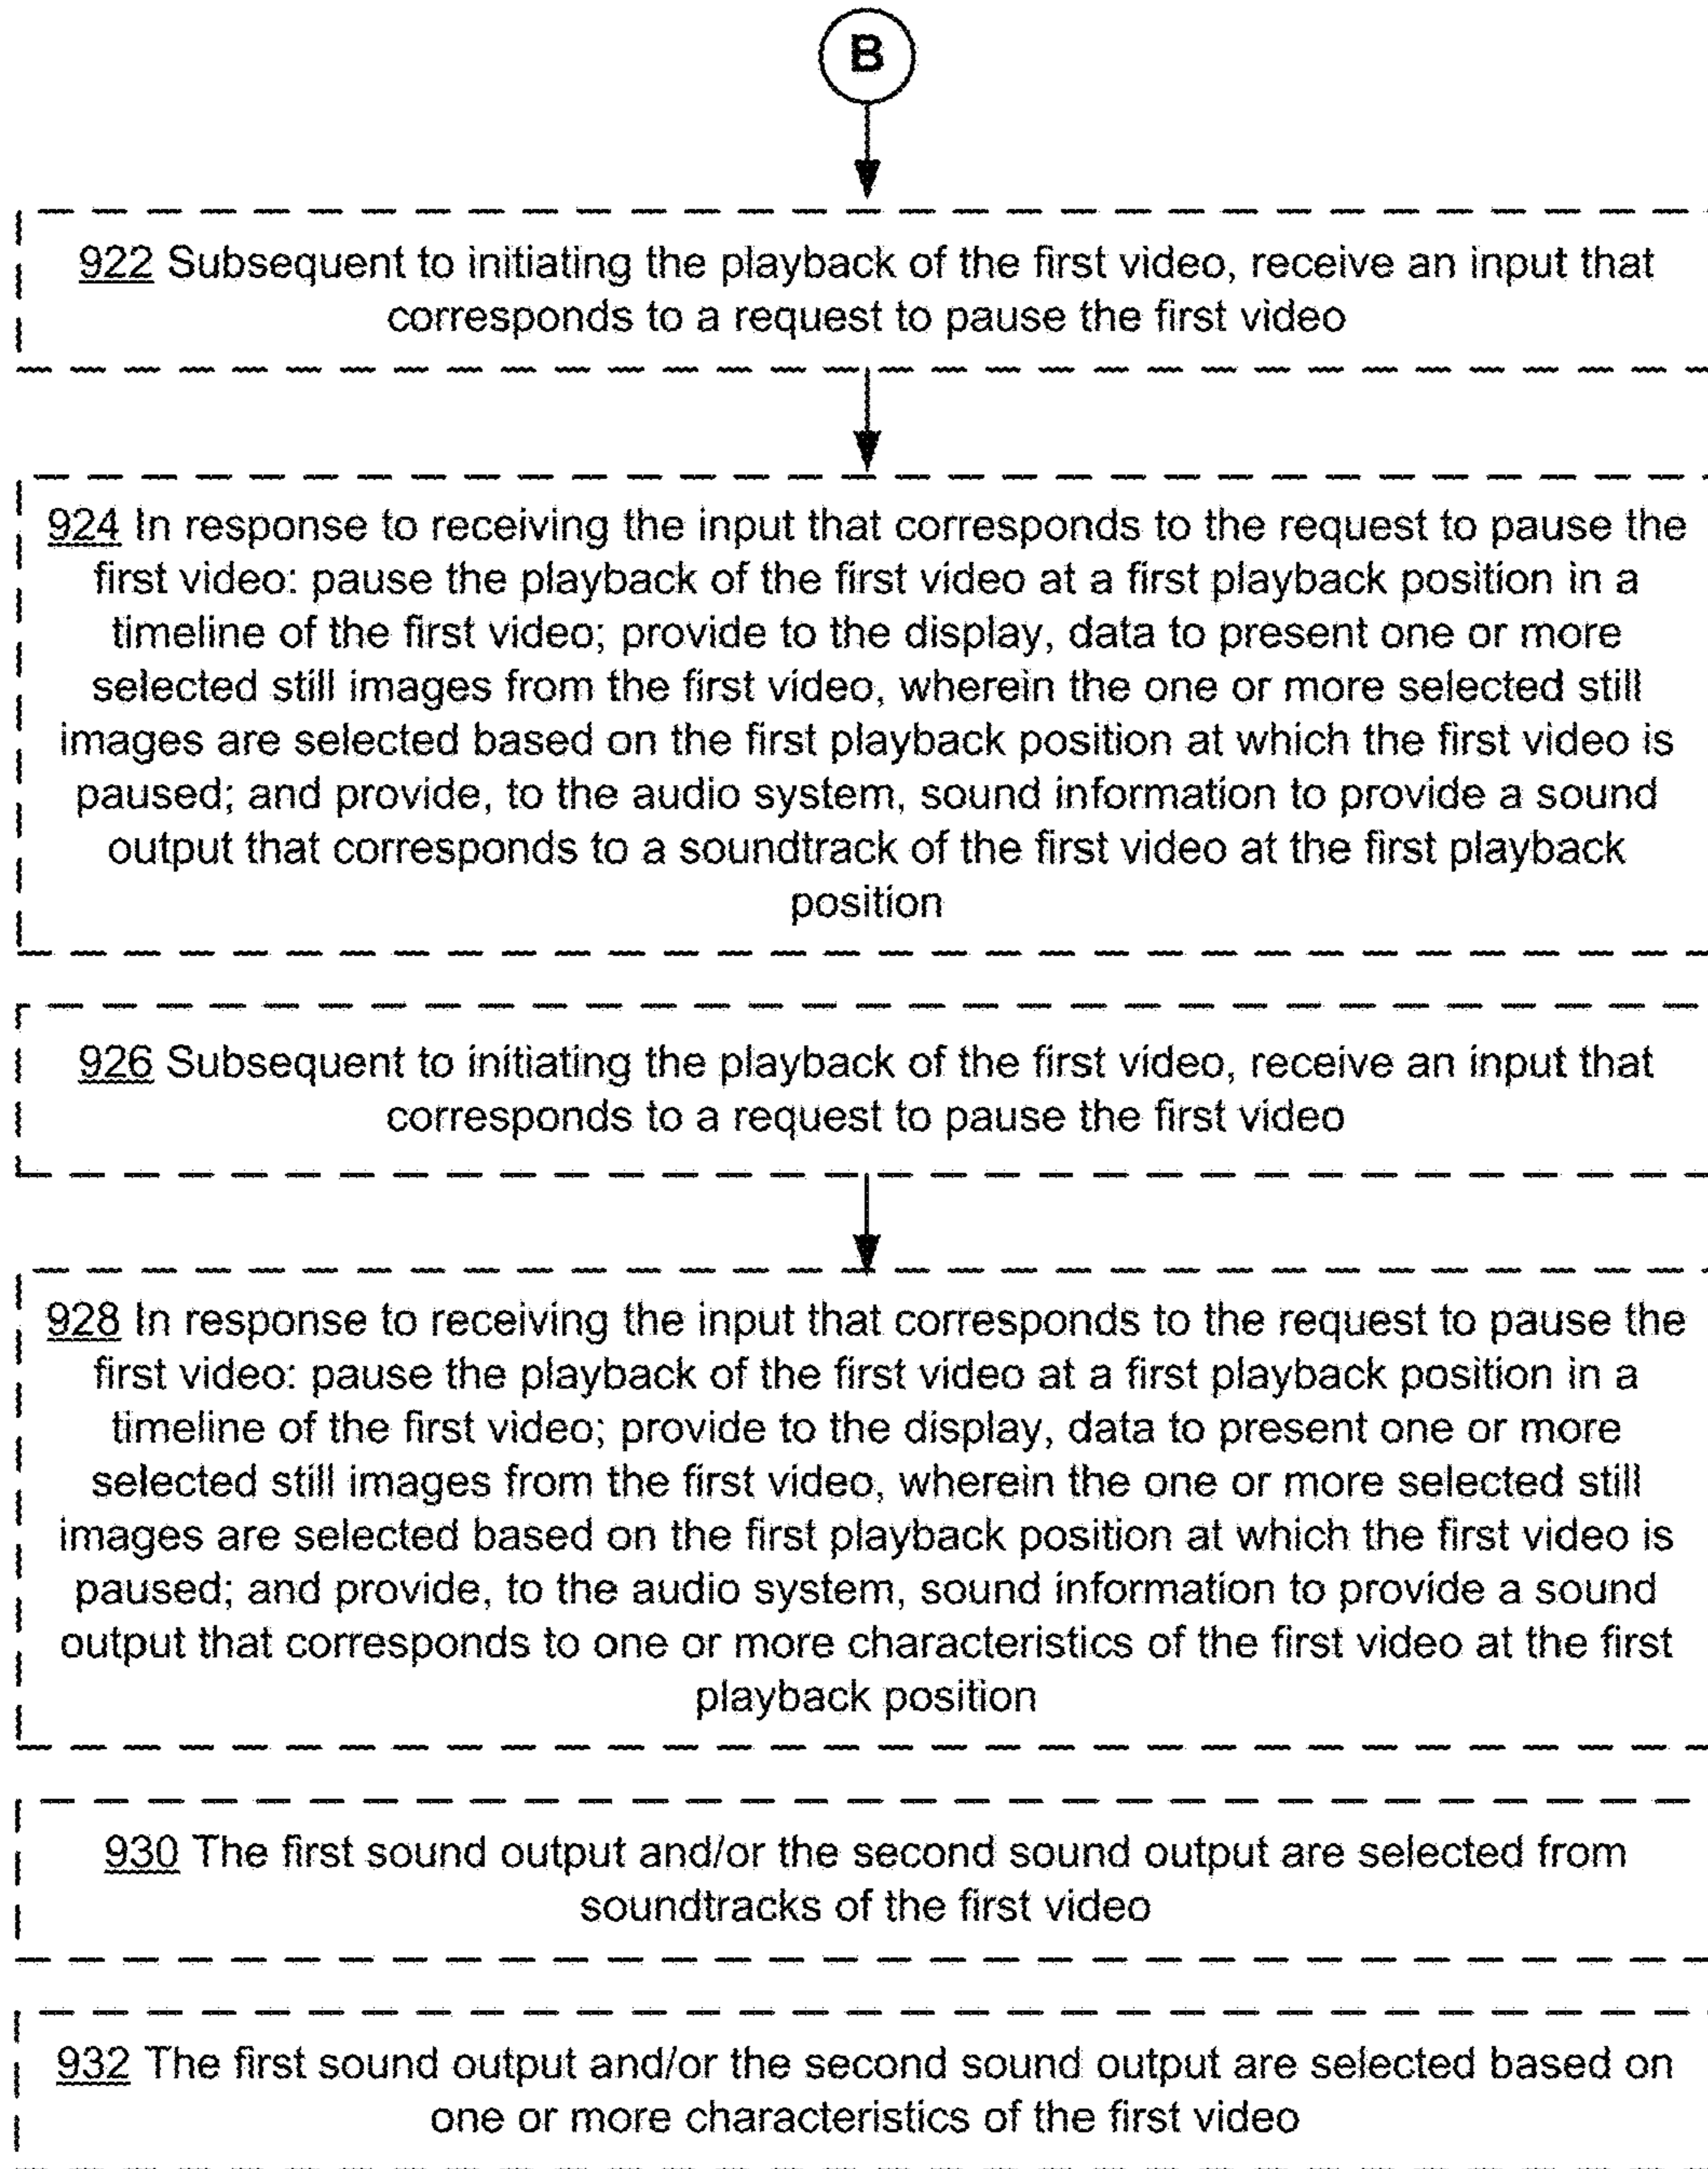 B
922 Subsequent to initiating the playback of the first video, receive an input that
corresponds to a request to pause the first video
924 In response to receiving the input that corresponds to the request to pause the
first video: pause the playback of the first video at a first playback position in a
timeline of the first video; provide to the display, data to present one or more
selected still images from the first video, wherein the one or more selected still
images are selected based on the first playback position at which the first video is
paused; and provide, to the audio system, sound information to provide a sound
output that corresponds to a soundtrack of the first video at the first playback
position
926 Subsequent to initiating the playback of the first video, receive an input that
corresponds to a request to pause the first video
928 In response to receiving the input that corresponds to the request to pause the
first video: pause the playback of the first video at a first playback position in a
timeline of the first video; provide to the display, data to present one or more
selected still images from the first video, wherein the one or more selected still
images are selected based on the first playback position at which the first video is
paused; and provide, to the audio system, sound information to provide a sound
output that corresponds to one or more characteristics of the first video at the first
playback position
930 The first sound output and/or the second sound output are selected from
soundtracks of the first video
932 The first sound output and/or the second sound output are selected based on
one or more characteristics of the first video